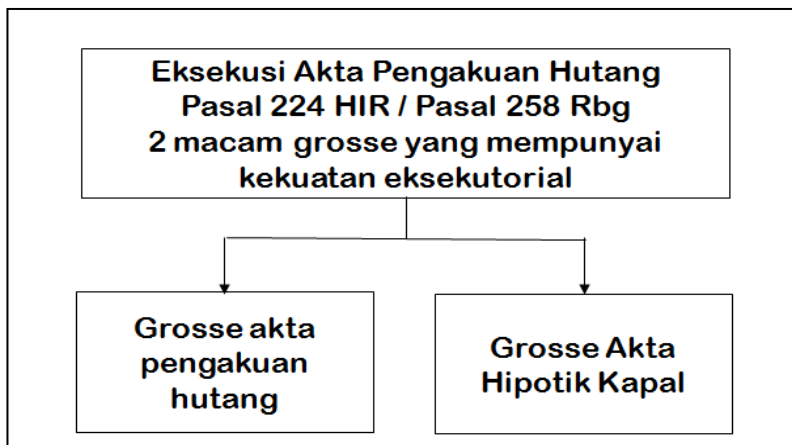 Eksekusi Akta Pengakuan Hutang
Pasal 224 HIR / Pasal 258 Rbg
2 macam grosse yang mempunyai
kekuatan eksekutorial
Grosse akta
pengakuan
hutang
Grosse Akta
Hipotik Kapal